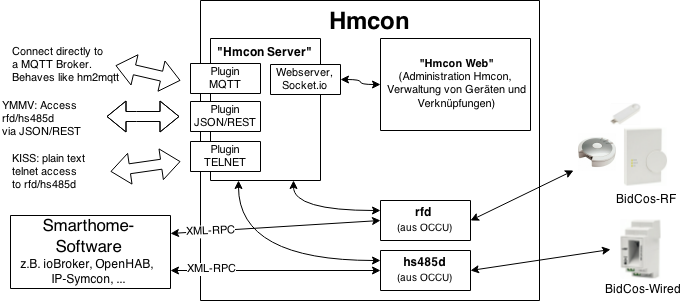 Hmcon
Connect directly to
a MQTT Broker.
Behaves like hm2mqtt
YMMV: Access
rfd/hs485d
via JSON/REST
KISS: plain text
telnet access
to rfd/hs485d
"Hmcon Server"
Plugin
MQTT
Plugin
JSON/REST
Plugin
TELNET
Webserver,
Socket.io
"Hmcon Web"
(Administration Hmcon,
Verwaltung von Geräten und
Verknüpfungen)
rfd
(aus OCCU)
hs485d
(aus OCCU)
Smarthome-
Software
z.B. ioBroker, OpenHAB,
IP-Symcon, ...
XML-RPC
XML-RPC
BidCos-RF
BidCos-Wired